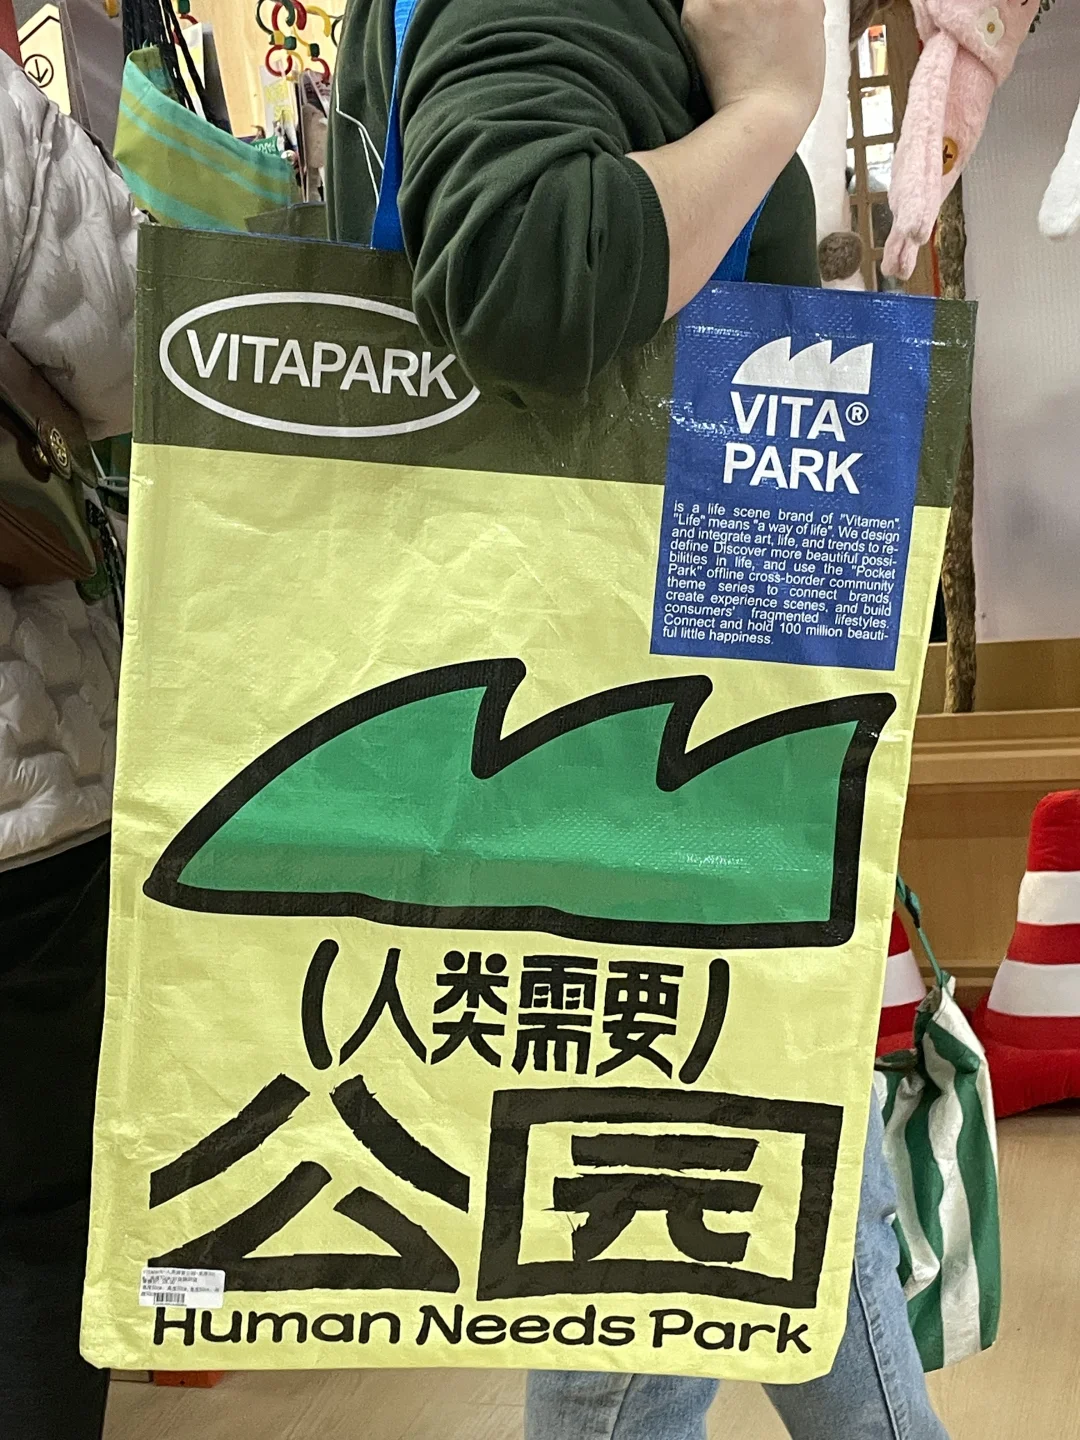 VITAPARK
VITA®
PARK
is a life scene brand of "Vitamen".
"Life" means "a way of life". We design
and integrate art, life, and trends to re-
define Discover more beautiful possi-
bilities in life, and use the "Pocket
Park" offline cross-border community
theme series to connect brands,
create experience scenes, and build
consumers' fragmented lifestyles.
Connect and hold 100 million beauti-
ful little happiness.
(人类需要)
公园
Human Needs Park